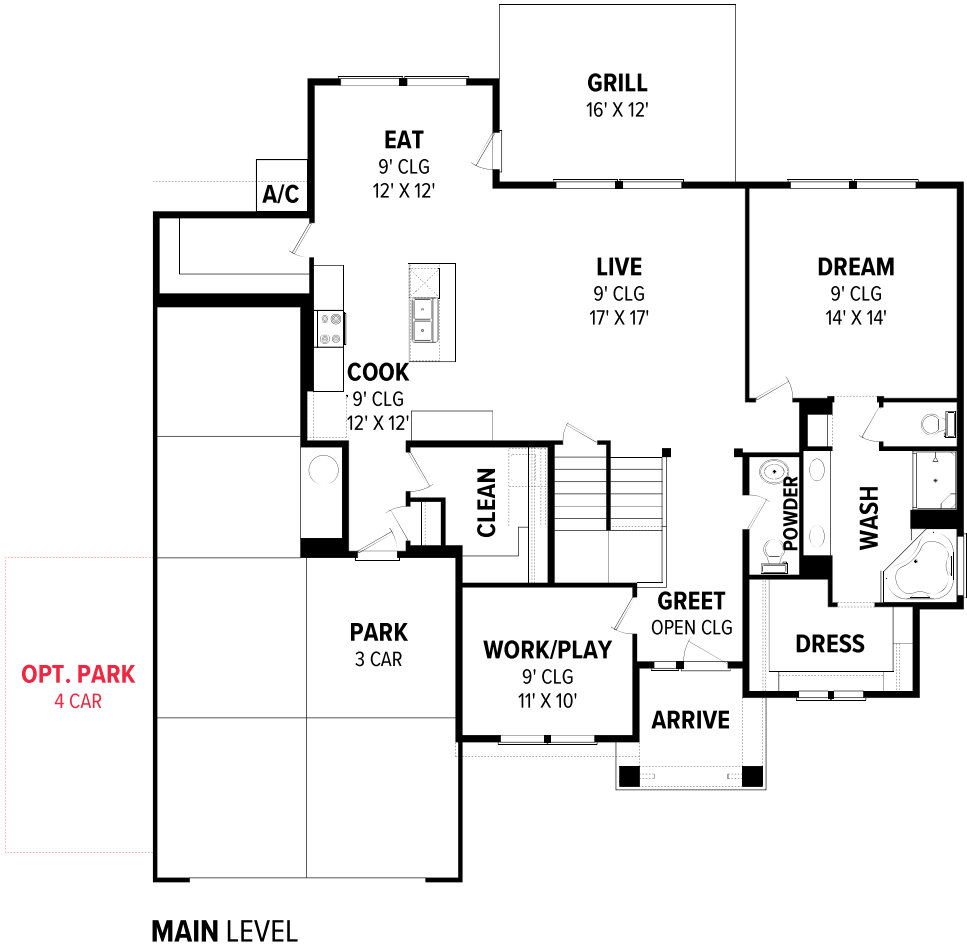 GRILL
16' X 12'
EAT
9' CLG
12' X 12'
A/C
LIVE
9' CLG
17' X 17'
DREAM
9' CLG
14' X 14'
COOK
9' CLG
12' X 12'
CLEAN
POWDER
WASH
GREET
OPEN CLG
PARK
3 CAR
WORK/PLAY
9' CLG
11' X 10'
DRESS
OPT. PARK
4 CAR
ARRIVE
MAIN LEVEL